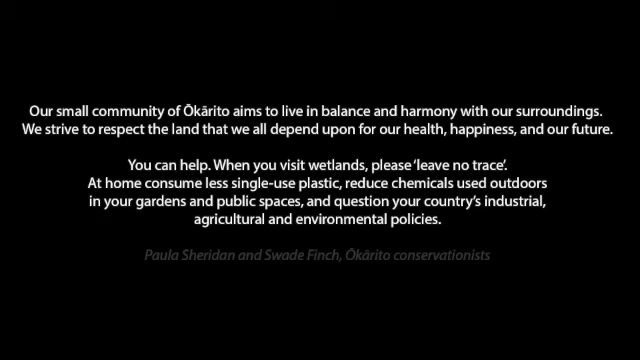 Our small community of Ōkārito aims to live in balance and harmony with our surroundings.
We strive to respect the land that we all depend upon for our health, happiness, and our future.
You can help. When you visit wetlands, please ‘leave no trace’.
At home consume less single-use plastic, reduce chemicals used outdoors
in your gardens and public spaces, and question your country’s industrial,
agricultural and environmental policies.
Paula Sheridan and Swade Finch, Ōkārito conservationists